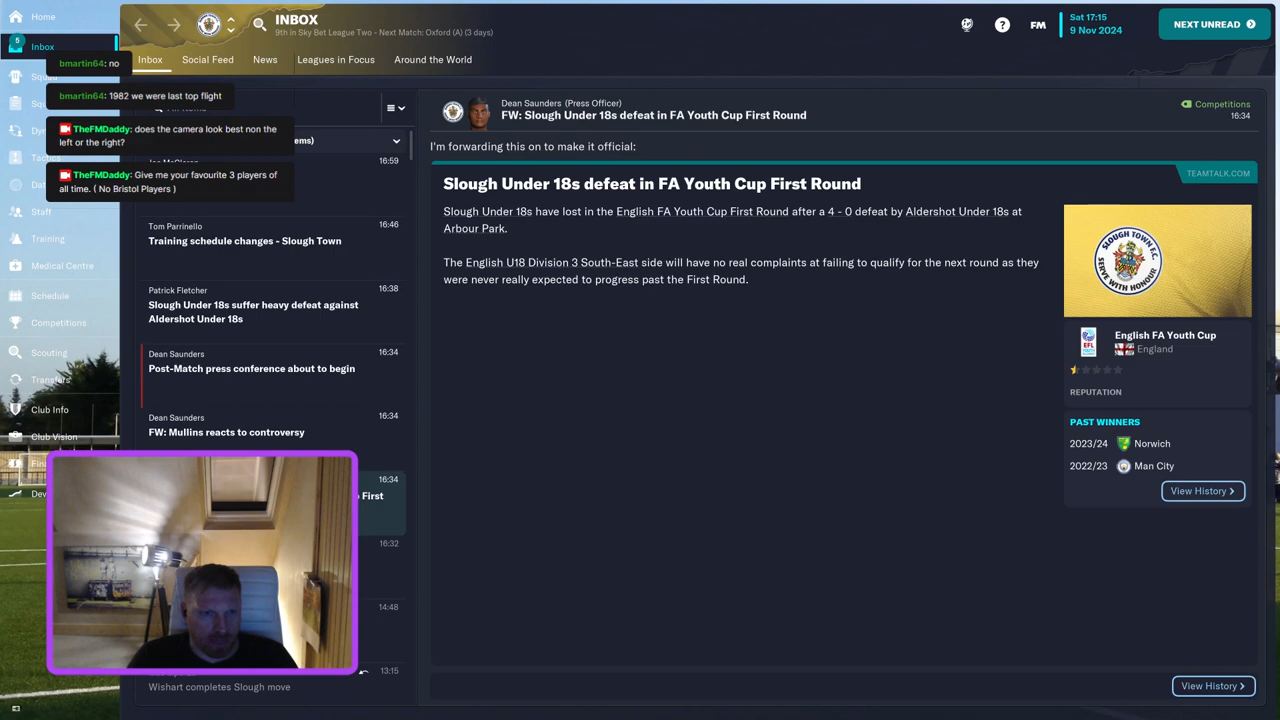 Home
INBOX
9th in Sky Bet League Two - Next Match: Oxford (A) (3 days)
FM
Sat 17:15
9 Nov 2024
NEXT UNREAD
5
Inbox
Inbox
Social Feed
News
Leagues in Focus
Around the World
bmartin64: no
bmartin64: 1982 we were last top flight
TheFMDaddy: does the camera look best non the
left or the right?
TheFMDaddy: Give me your favourite 3 players of
all time. ( No Bristol Players )
Staff
Training
Medical Centre
Schedule
Competitions
Scouting
Transfers
Club Info
Club Vision
16:59
Tom Parrinello
16:46
Training schedule changes - Slough Town
Patrick Fletcher
16:38
Slough Under 18s suffer heavy defeat against
Aldershot Under 18s
Dean Saunders
16:34
Post-Match press conference about to begin
Dean Saunders
16:34
FW: Mullins reacts to controversy
16:34
First
16:32
14:48
13:15
Wishart completes Slough move
Dean Saunders (Press Officer)
FW: Slough Under 18s defeat in FA Youth Cup First Round
Competitions
16:34
I'm forwarding this on to make it official:
TEAMTALK.COM
Slough Under 18s defeat in FA Youth Cup First Round
Slough Under 18s have lost in the English FA Youth Cup First Round after a 4 - 0 defeat by Aldershot Under 18s at
Arbour Park.
The English U18 Division 3 South-East side will have no real complaints at failing to qualify for the next round as they
were never really expected to progress past the First Round.
SLOUGH TOWN F.C.
SERVE WITH HONOUR
English FA Youth Cup
England
REPUTATION
PAST WINNERS
2023/24 Norwich
2022/23 Man City
View History
View History